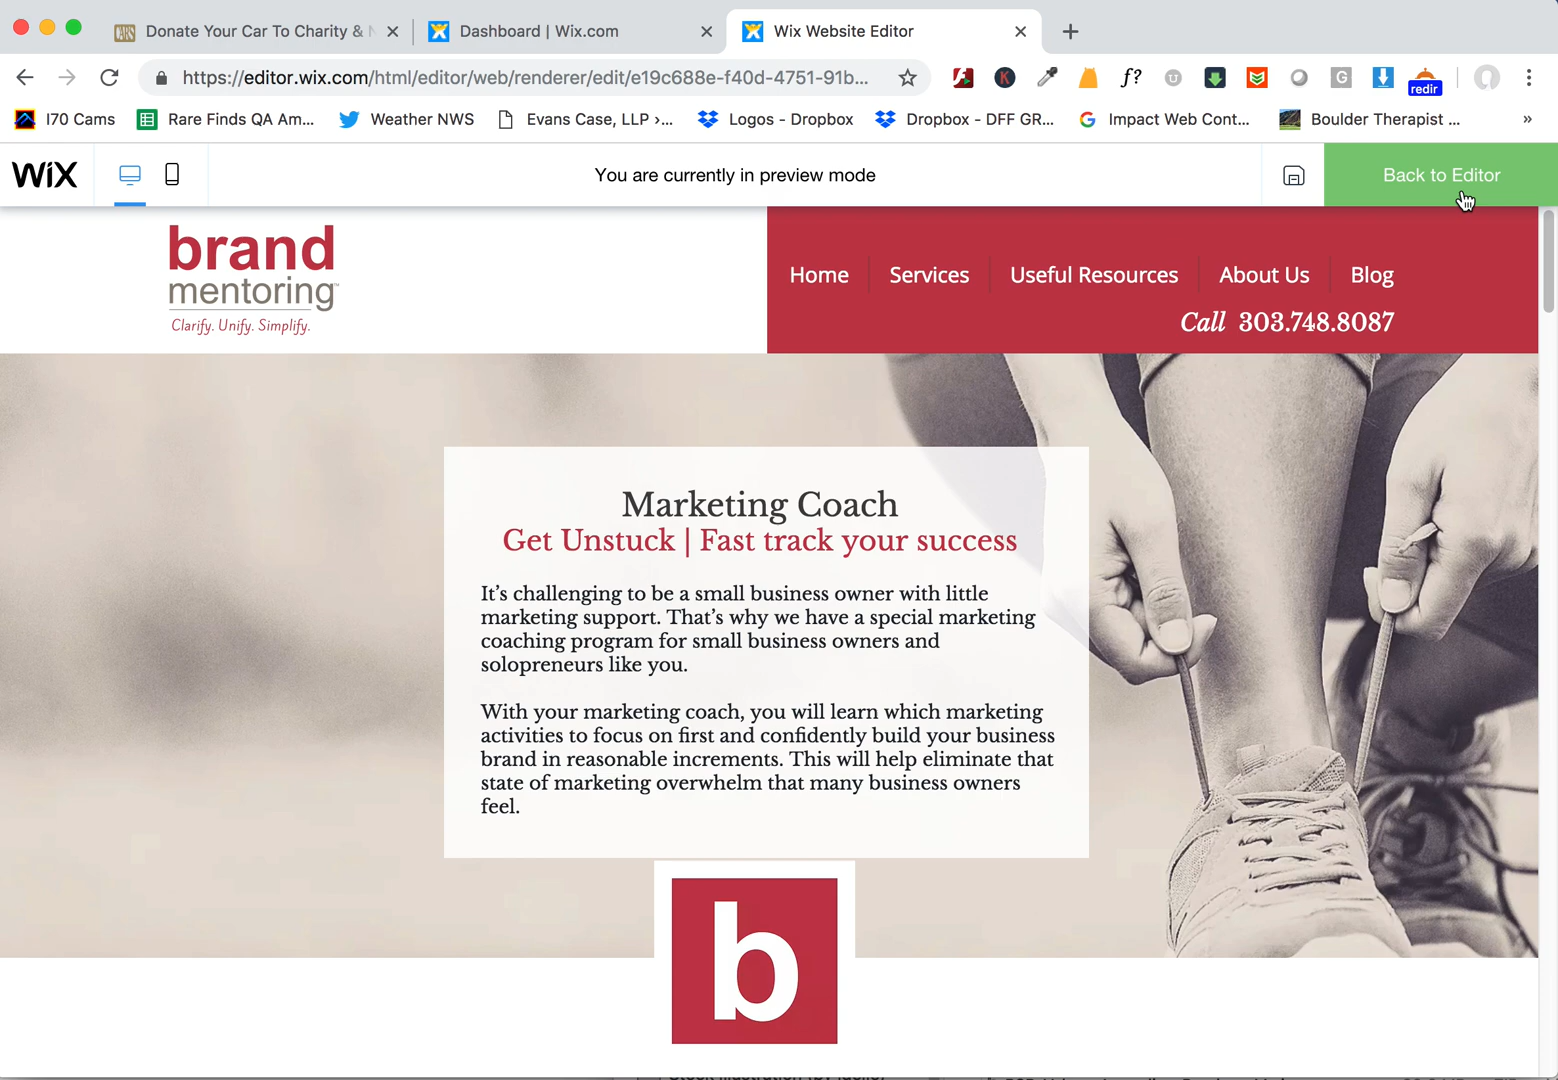 Donate Your Car To Charity &
Dashboard | Wix.com
Wix Website Editor
https://editor.wix.com/html/editor/web/renderer/edit/e19c688e-f40d-4751-91b...
K
f?
G
redir
I70 Cams
Rare Finds QA Am...
Weather NWS
Evans Case, LLP ›...
Logos - Dropbox
Dropbox - DFF GR...
Impact Web Cont...
Boulder Therapist ...
»
WiX
You are currently in preview mode
Back to Editor
brand
mentoring™
Clarify. Unify. Simplify.
Home
Services
Useful Resources
About Us
Blog
Call 303.748.8087
Marketing Coach
Get Unstuck | Fast track your success
It’s challenging to be a small business owner with little
marketing support. That’s why we have a special marketing
coaching program for small business owners and
solopreneurs like you.
With your marketing coach, you will learn which marketing
activities to focus on first and confidently build your business
brand in reasonable increments. This will help eliminate that
state of marketing overwhelm that many business owners
feel.
b